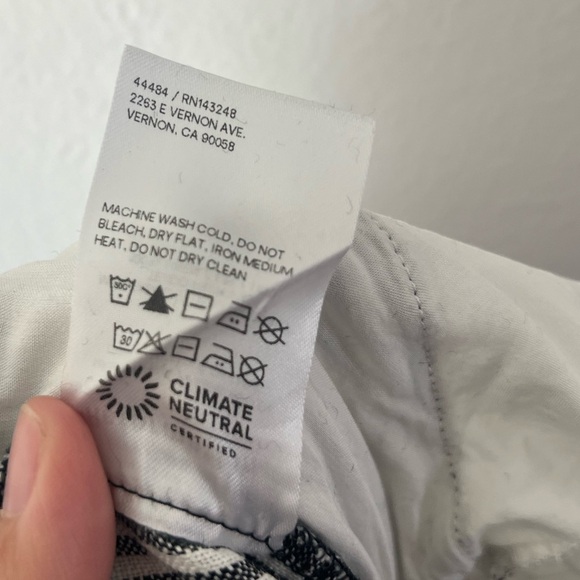 44484 / RN143248
2263 E VERNON AVE.
VERNON, CA 90058
MACHINE WASH COLD, DO NOT
BLEACH, DRY FLAT, IRON MEDIUM
HEAT, DO NOT DRY CLEAN
30
CLIMATE
NEUTRAL
CERTIFIED